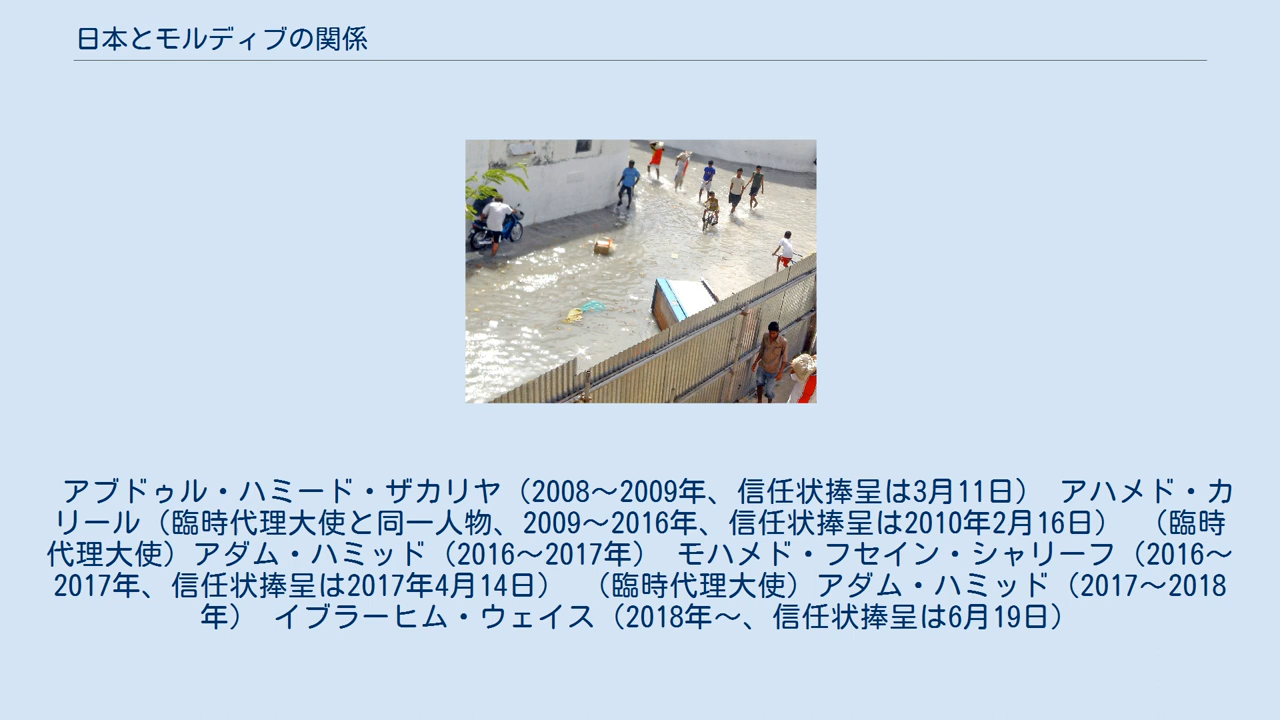 日本とモルディブの関係
アブドゥル・ハミード・ザカリヤ（2008〜2009年、信任状捧呈は3月11日） アハメド・カ
リール（臨時代理大使と同一人物、2009〜2016年、信任状捧呈は2010年2月16日） （臨時
代理大使）アダム・ハミッド（2016〜2017年） モハメド・フセイン・シャリーフ（2016〜
2017年、信任状捧呈は2017年4月14日） （臨時代理大使）アダム・ハミッド（2017〜2018
年） イブラーヒム・ウェイス（2018年〜、信任状捧呈は6月19日）